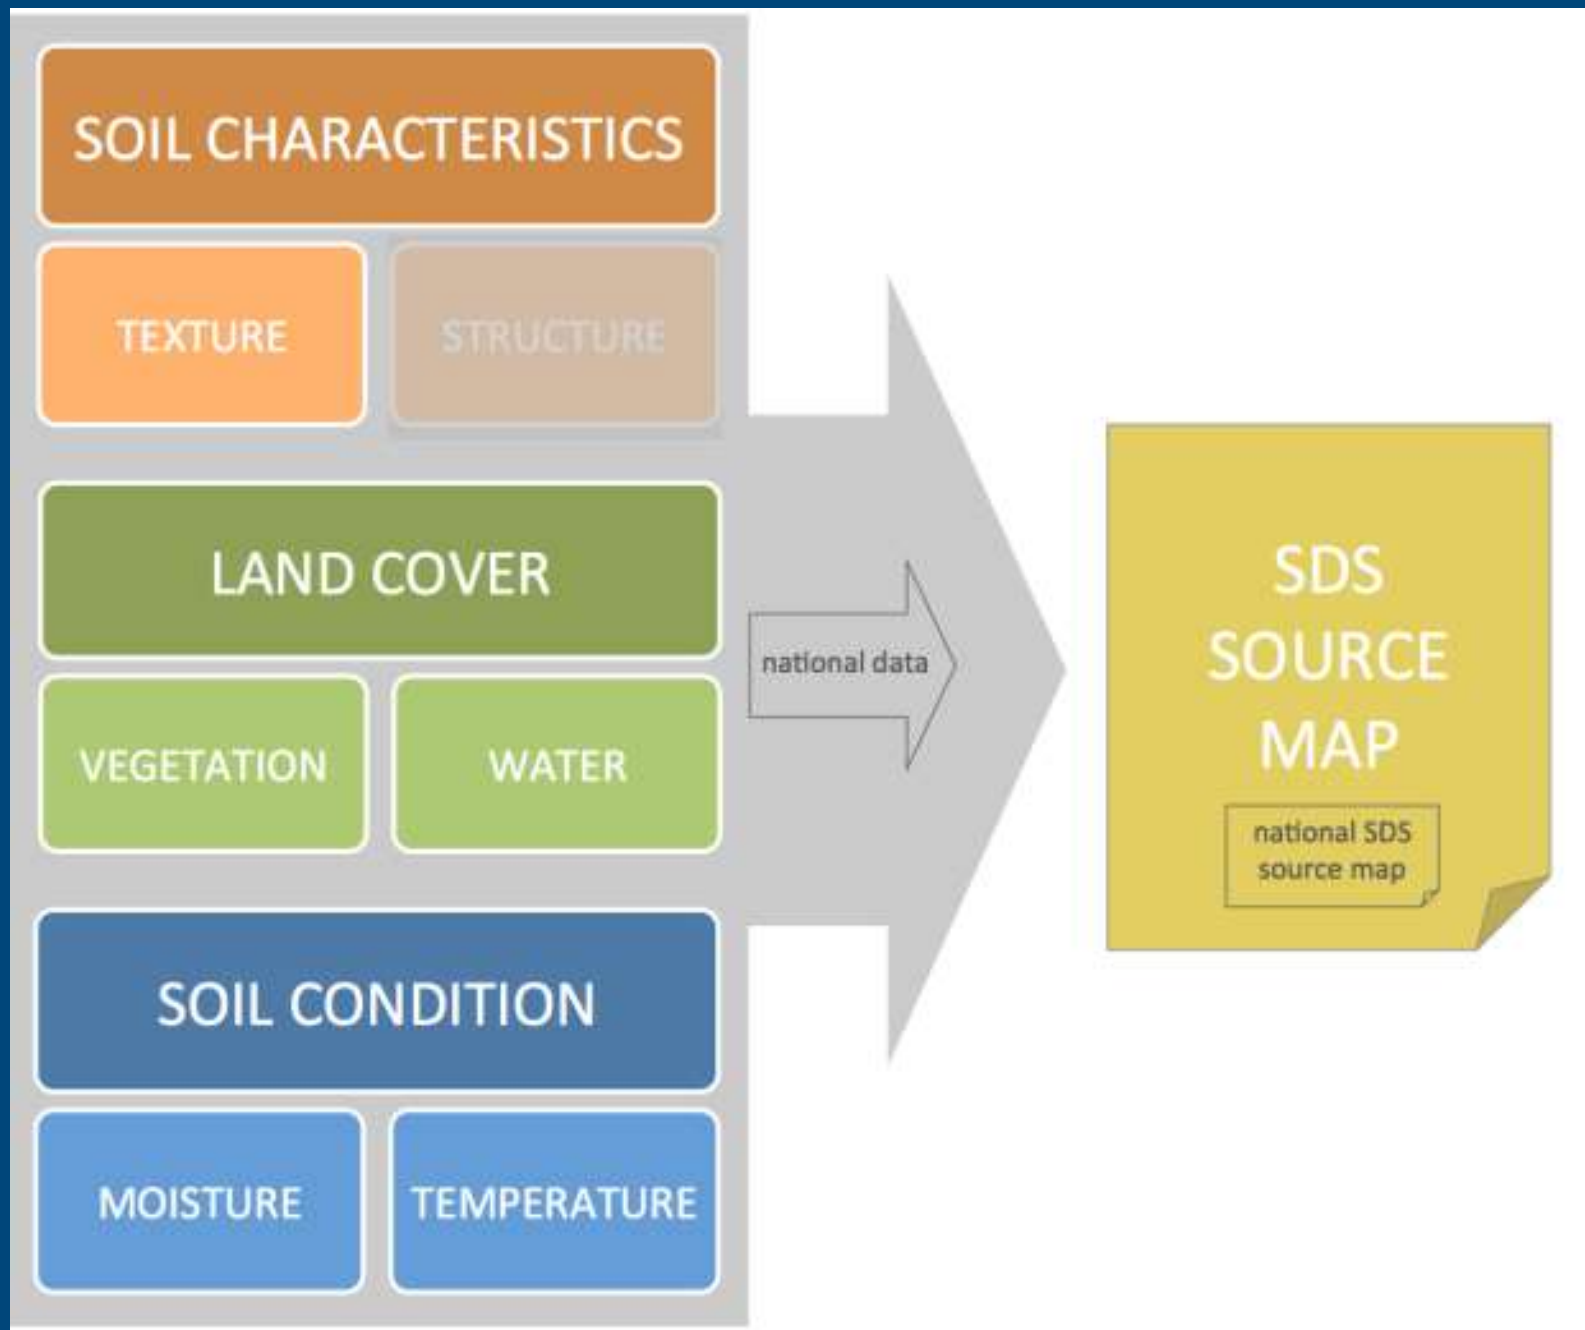 SOIL CHARACTERISTICS
TEXTURE
STRUCTURE
LAND COVER
VEGETATION
WATER
SOIL CONDITION
MOISTURE
TEMPERATURE
national data
SDS
SOURCE
MAP
national SDS
source map